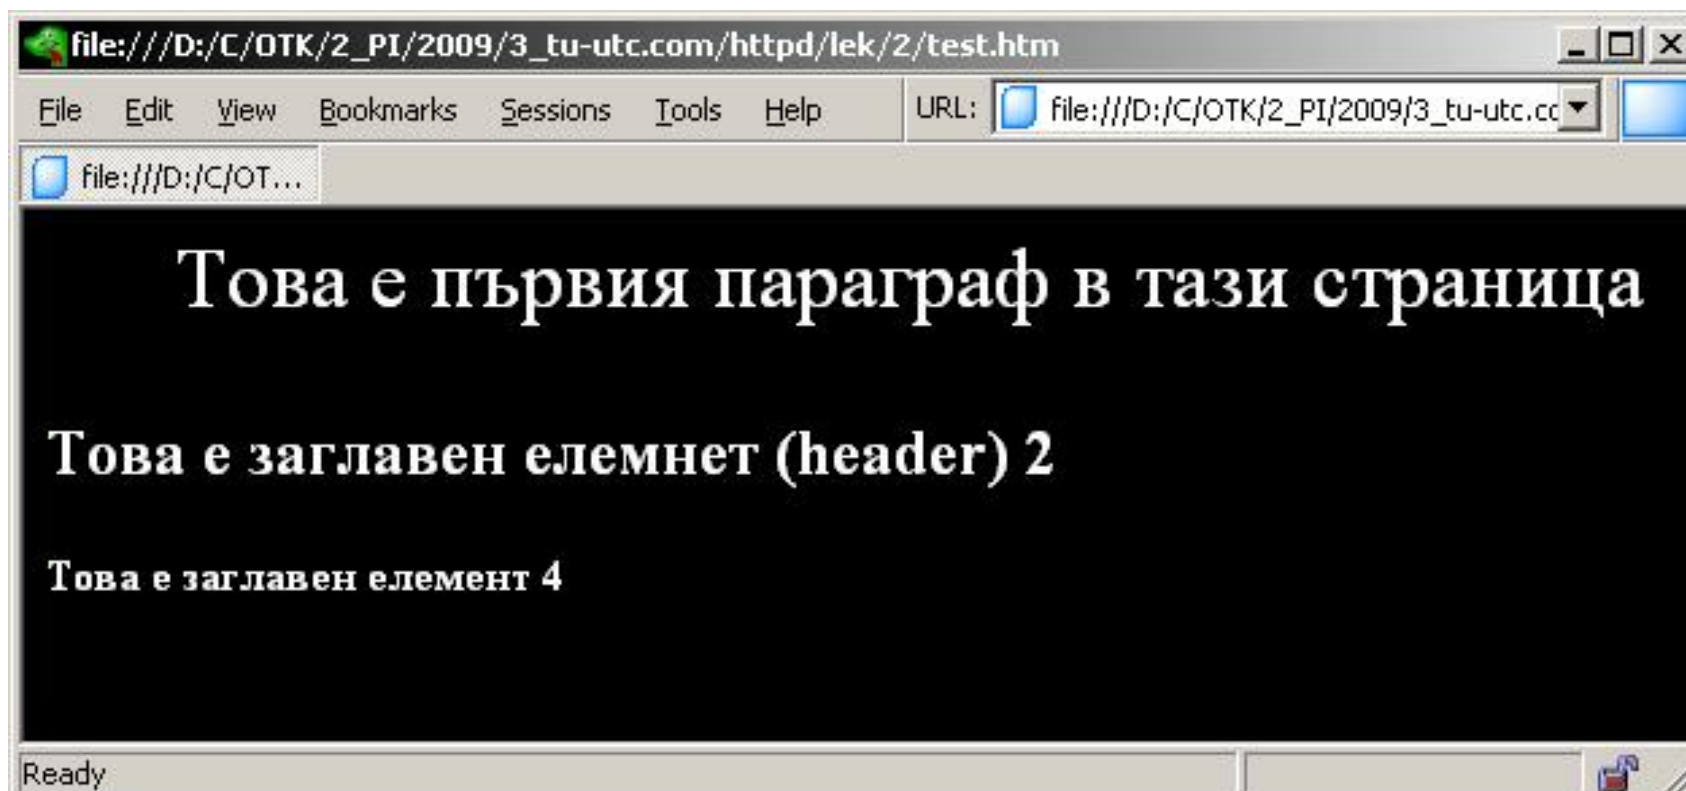 file:///D:/C/OTK/2_PI/2009/3_tu-utc.com/httpd/lek/2/test.htm
File Edit View Bookmarks Sessions Tools Help URL: file:///D:/C/OTK/2_PI/2009/3_tu-utc.cc
file:///D:/C/OT...
Това е първия параграф в тази страница
Това е заглавен елемнет (header) 2
Това е заглавен елемент 4
Ready